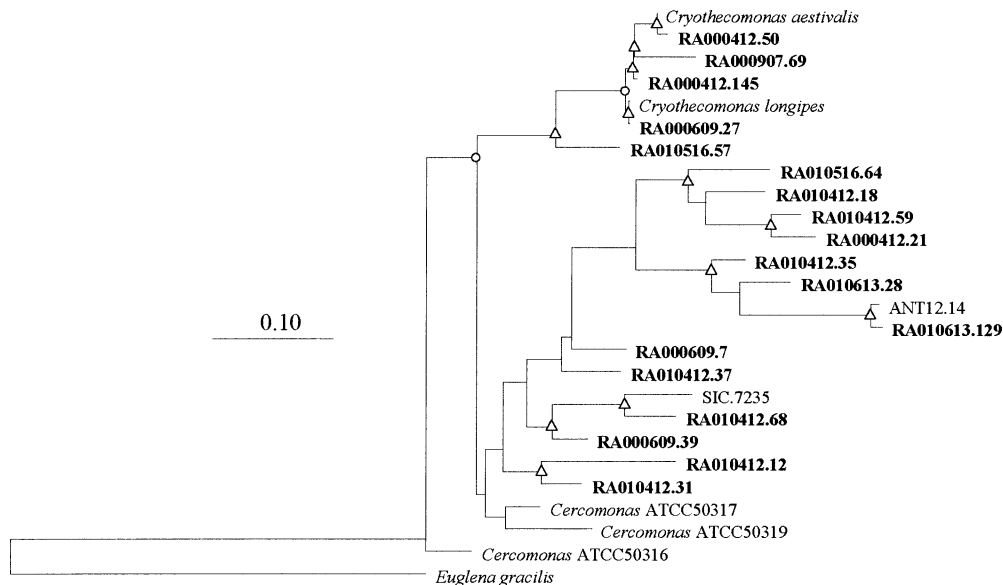 Cryothecomonas aestivalis
RA000412.50
RA000907.69
RA000412.145
Cryothecomonas longipes
RA000609.27
RA010516.57
RA010516.64
RA010412.18
RA010412.59
RA000412.21
RA010412.35
RA010613.28
ANT12.14
RA010613.129
0.10
RA000609.7
RA010412.37
SIC.7235
RA010412.68
RA000609.39
RA010412.12
RA010412.31
Cercomonas ATCC50317
Cercomonas ATCC50319
Cercomonas ATCC50316
Euglena gracilis